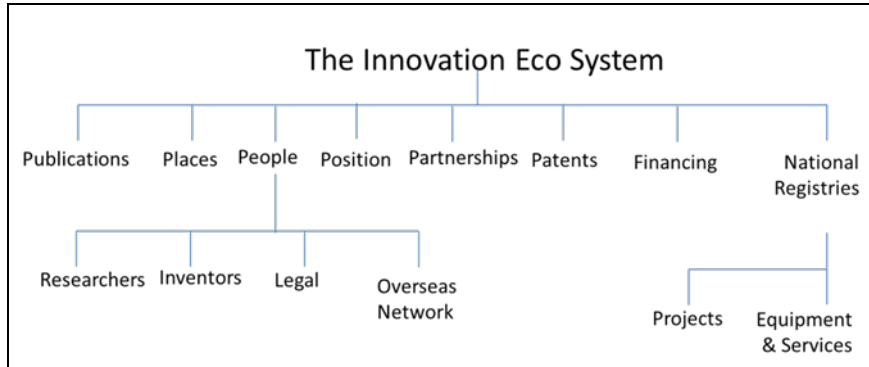 The Innovation Eco System
Publications
Places
People
Position
Partnerships
Patents
Financing
National
Registries
Researchers
Inventors
Legal
Overseas
Network
Projects
Equipment
& Services